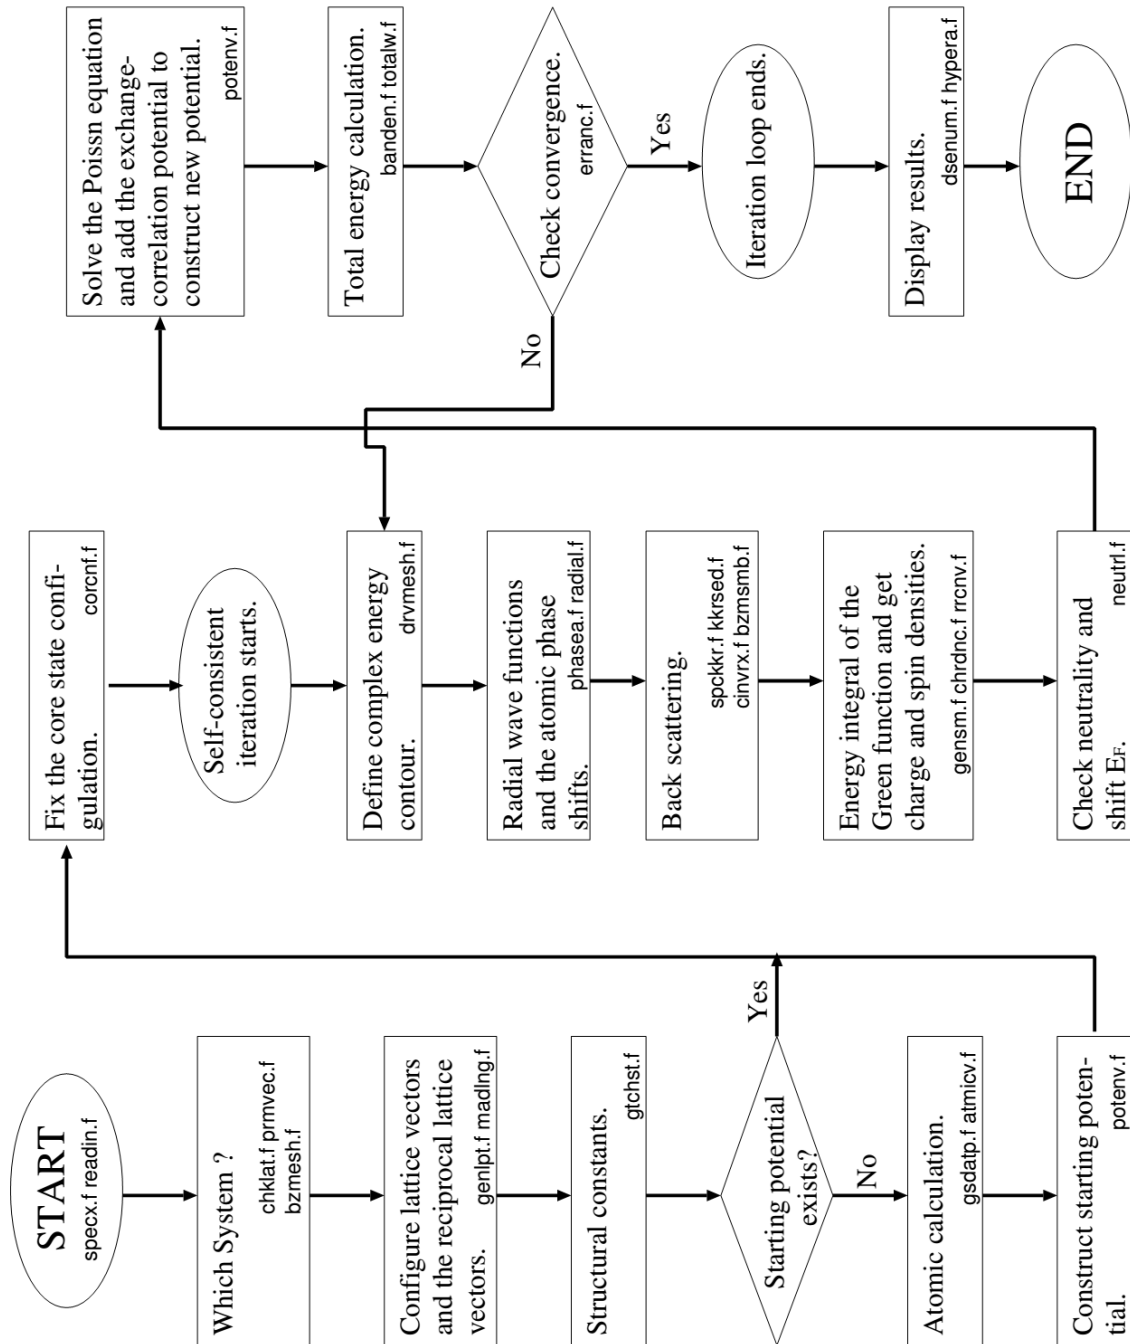 START
specx.f readin.f
Which System ?
chklat.f prmvec.f
bzmesh.f
Configure lattice vectors
and the reciprocal lattice
vectors.
genlpt.f madlng.f
Structural constants.
gtchst.f
Starting potential
exists?
Yes
No
Atomic calculation.
gsdatp.f atmicv.f
Construct starting poten-
tial.
potenv.f
Fix the core state confi-
gulation.
corcnf.f
Self-consistent
iteration starts.
Define complex energy
contour.
drvmesh.f
Radial wave functions
and the atomic phase
shifts.
phasea.f radial.f
Back scattering.
spckkr.f kkrsed.f
cinvrx.f bzmsmb.f
Energy integral of the
Green function and get
charge and spin densities.
gensm.f chrdnc.f rrcnv.f
Check neutrality and
shift EF.
neutrl.f
Solve the Poissn equation
and add the exchange-
correlation potential to
construct new potential.
potenv.f
Total energy calculation.
banden.f totalw.f
Check convergence.
erranc.f
No
Yes
Iteration loop ends.
Display results.
dsenum.f hypera.f
END